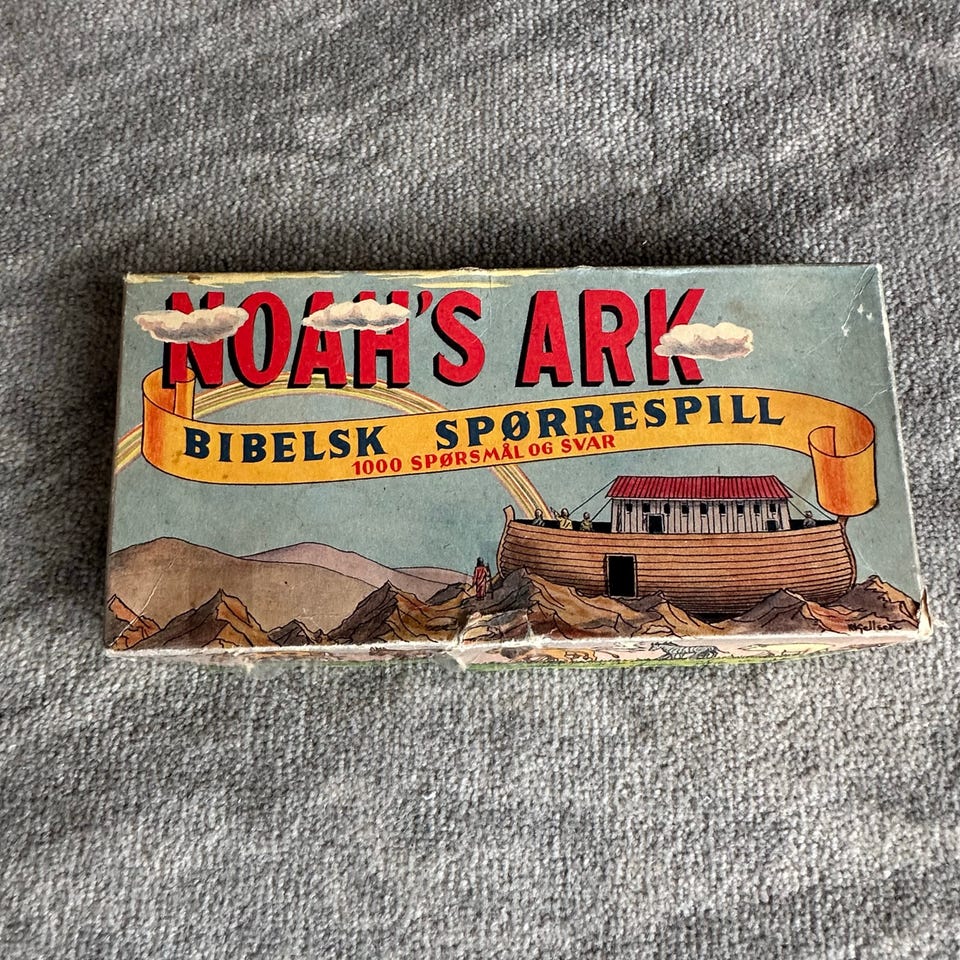 NOAH'S ARK
BIBELSK SPØRRESPILL
1000 SPØRSMÅL OG SVAR